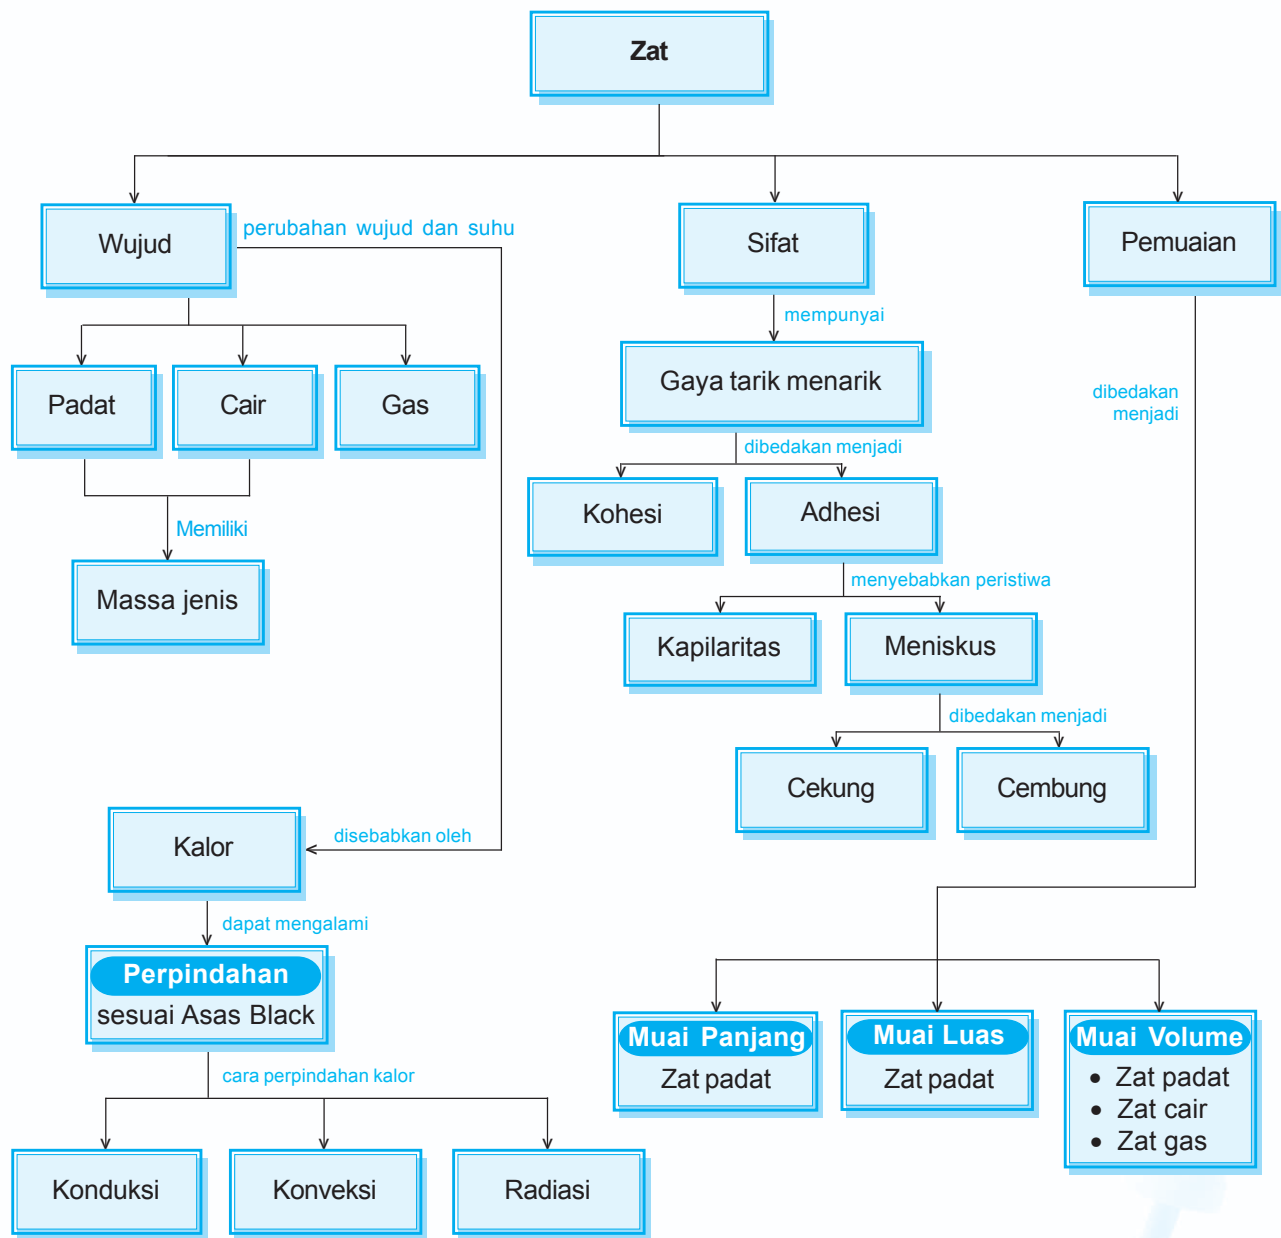 Zat
Wujud
perubahan wujud dan suhu
Sifat
Pemuaian
mempunyai
Padat
Cair
Gas
Gaya tarik menarik
dibedakan
menjadi
dibedakan menjadi
Memiliki
Kohesi
Adhesi
Massa jenis
menyebabkan peristiwa
Kapilaritas
Meniskus
dibedakan menjadi
Cekung
Cembung
Kalor
disebabkan oleh
dapat mengalami
Perpindahan
sesuai Asas Black
cara perpindahan kalor
Konduksi
Konveksi
Radiasi
Muai Panjang
Zat padat
Muai Luas
Zat padat
Muai Volume
• Zat padat
• Zat cair
• Zat gas